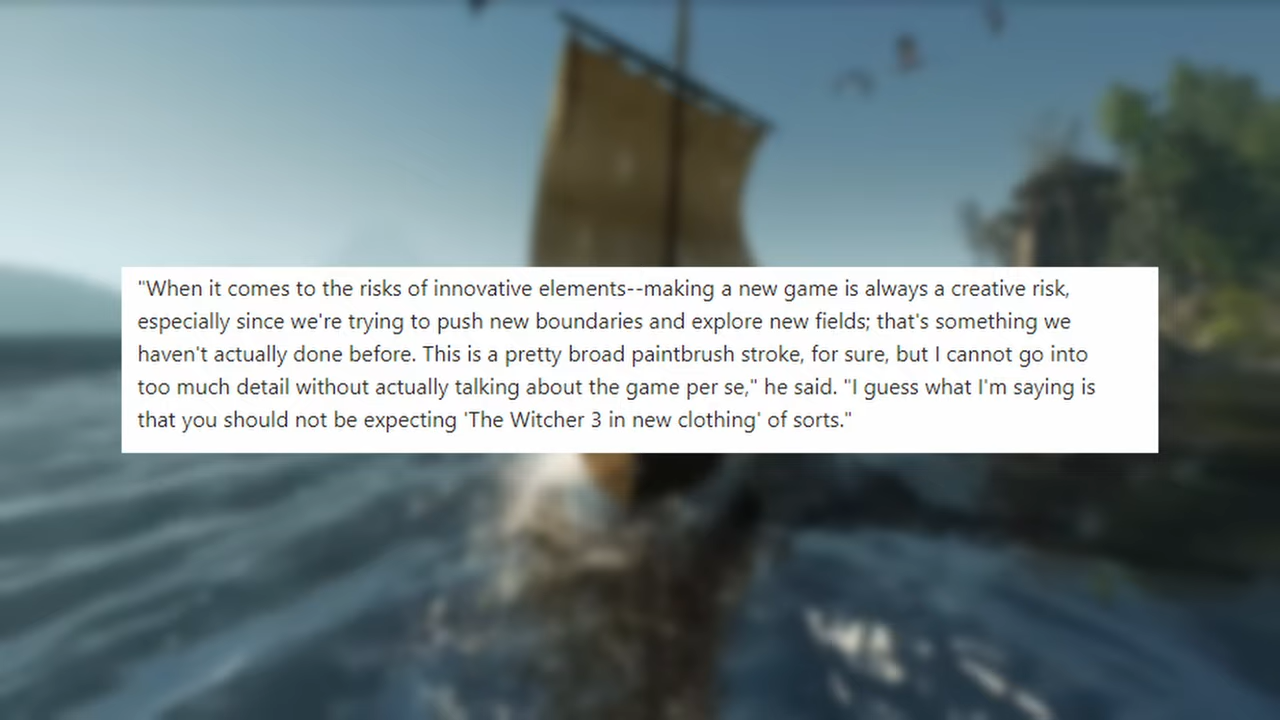 "When it comes to the risks of innovative elements--making a new game is always a creative risk,
especially since we're trying to push new boundaries and explore new fields; that's something we
haven't actually done before. This is a pretty broad paintbrush stroke, for sure, but I cannot go into
too much detail without actually talking about the game per se," he said. "I guess what I'm saying is
that you should not be expecting 'The Witcher 3 in new clothing' of sorts."